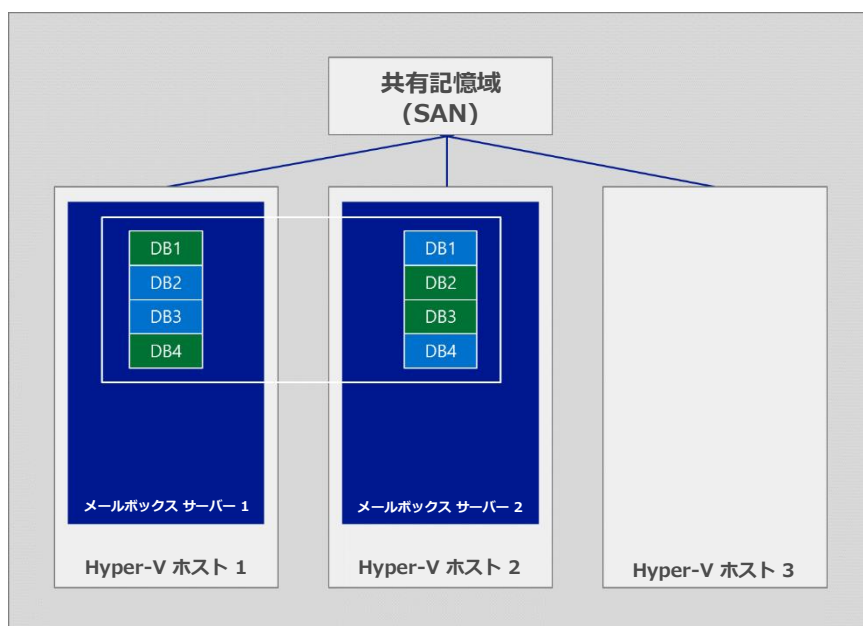 共有記憶域
(SAN)
DB1
DB2
DB3
DB4
メールボックス サーバー 1
Hyper-V ホスト 1
DB1
DB2
DB3
DB4
メールボックス サーバー 2
Hyper-V ホスト 2
Hyper-V ホスト 3